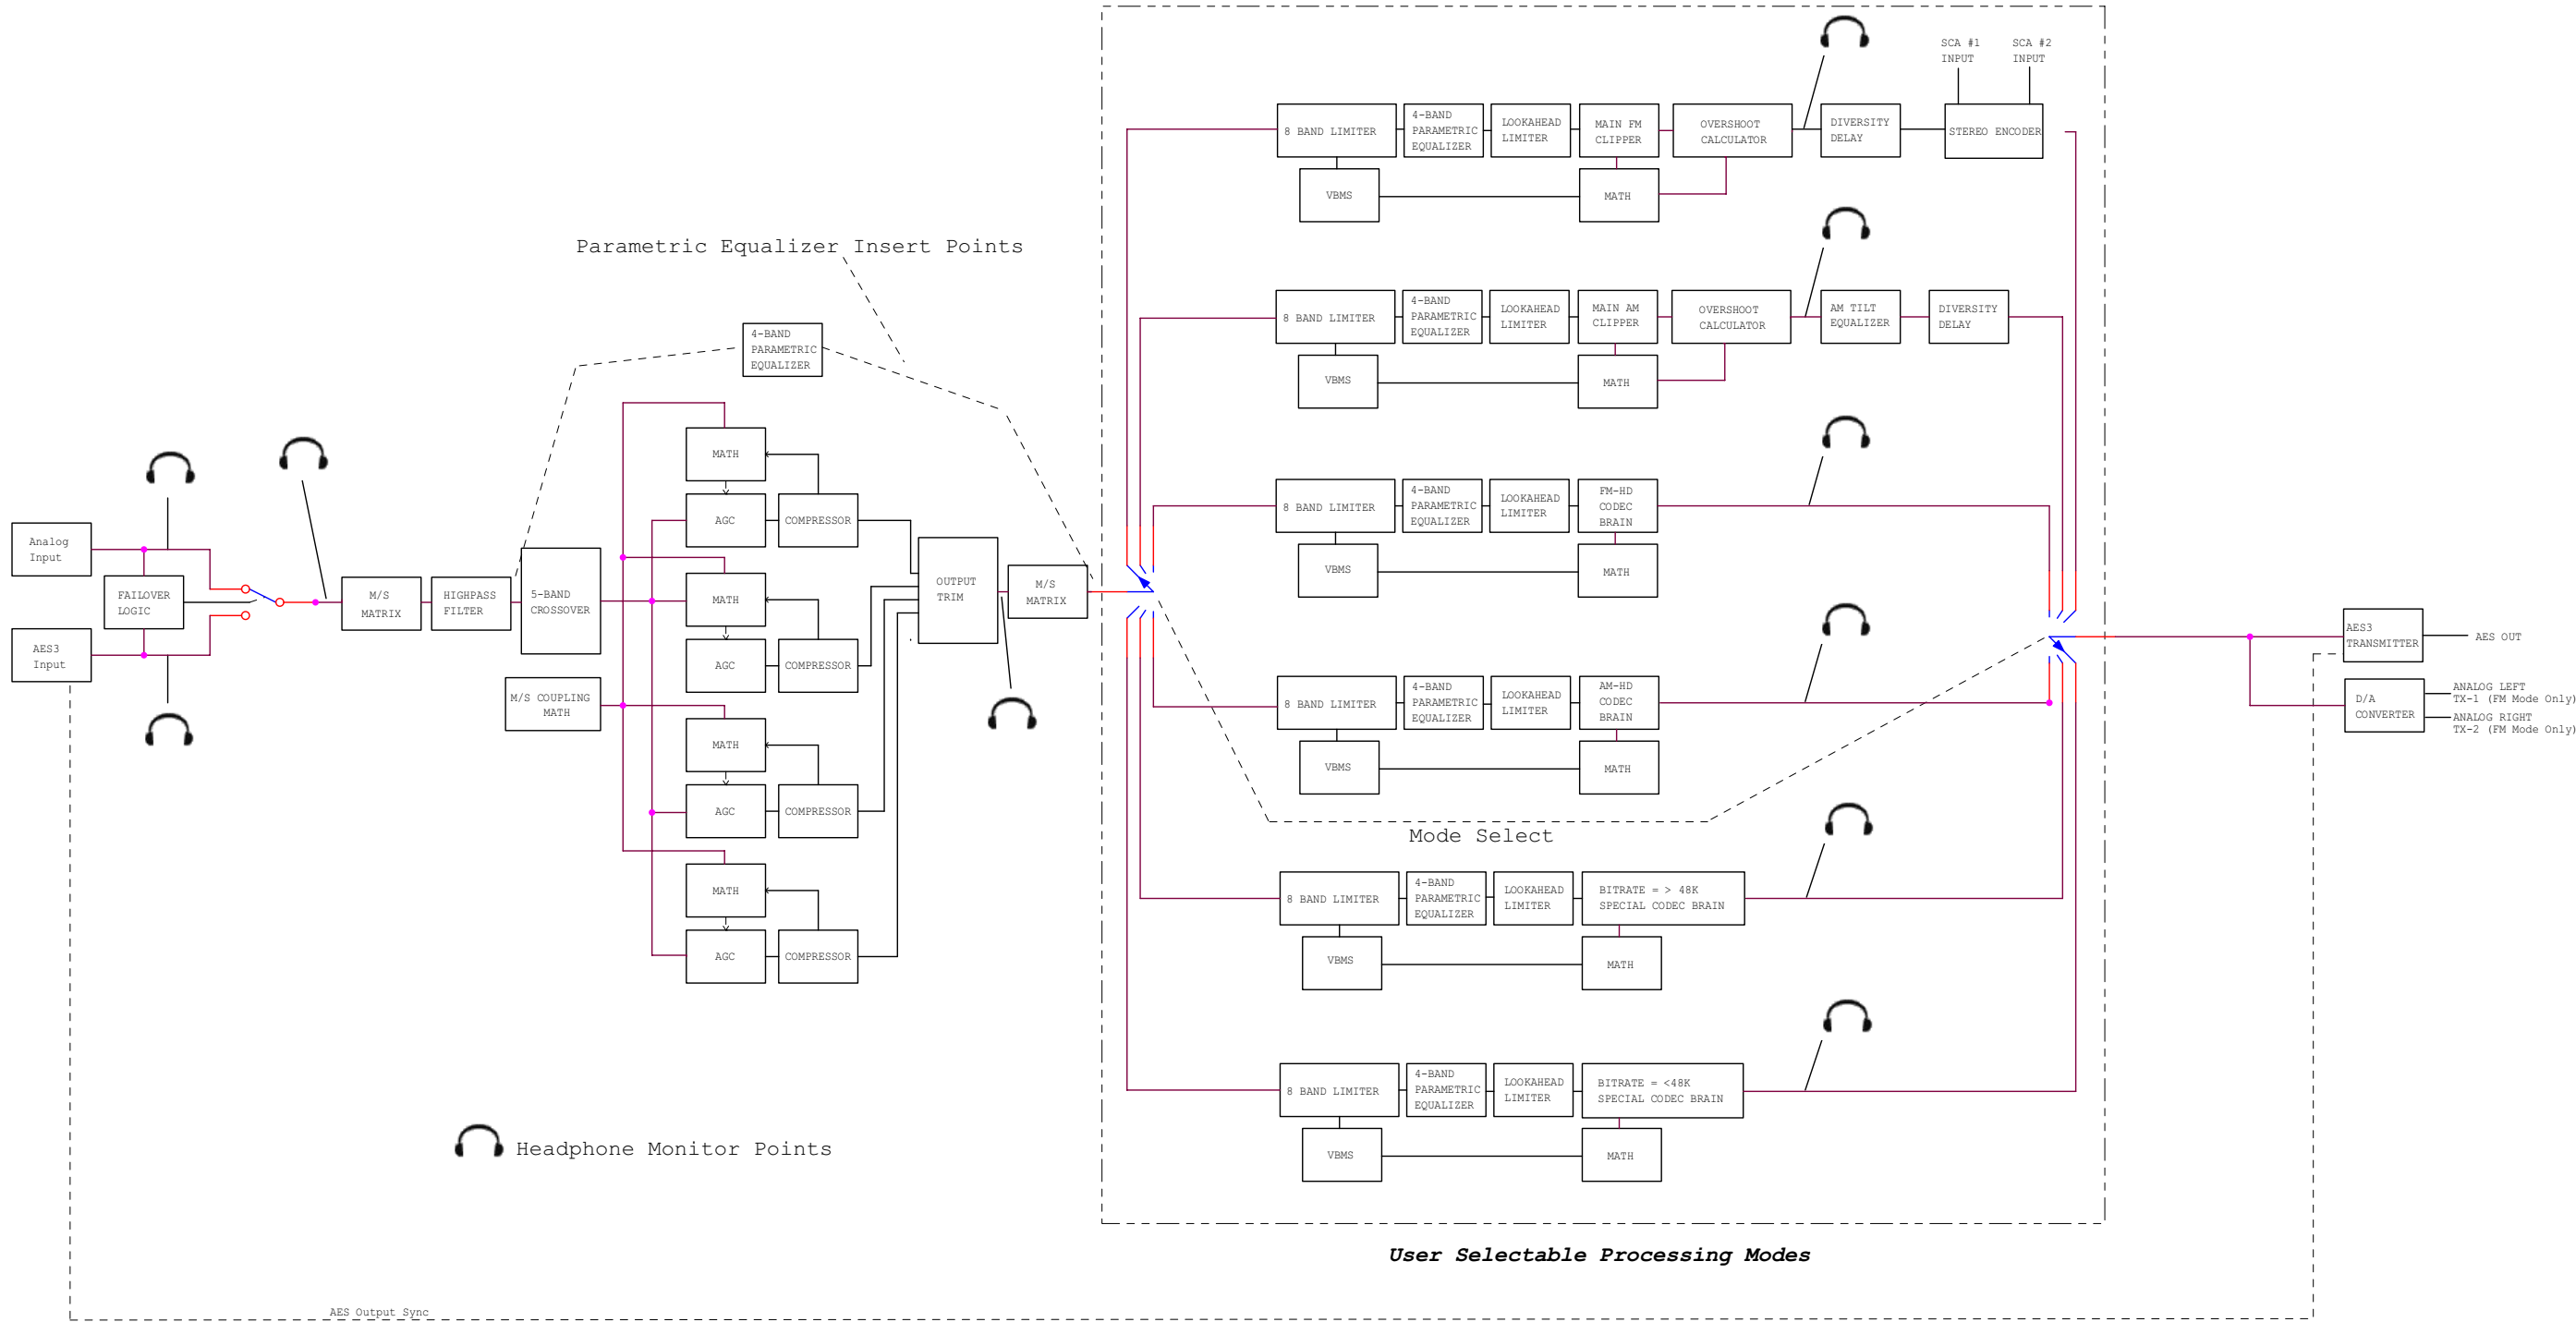 Analog
Input
FAILOVER
LOGIC
AES3
Input
M/S
MATRIX
HIGHPASS
FILTER
5-BAND
CROSSOVER
M/S COUPLING
MATH
Parametric Equalizer Insert Points
4-BAND
PARAMETRIC
EQUALIZER
MATH
AGC
COMPRESSOR
MATH
AGC
COMPRESSOR
MATH
AGC
COMPRESSOR
MATH
AGC
COMPRESSOR
OUTPUT
TRIM
M/S
MATRIX
8 BAND LIMITER
4-BAND
PARAMETRIC
EQUALIZER
LOOKAHEAD
LIMITER
MAIN FM
CLIPPER
OVERSHOOT
CALCULATOR
DIVERSITY
DELAY
SCA #1
INPUT
SCA #2
INPUT
STEREO ENCODER
VBMS
MATH
8 BAND LIMITER
4-BAND
PARAMETRIC
EQUALIZER
LOOKAHEAD
LIMITER
MAIN AM
CLIPPER
OVERSHOOT
CALCULATOR
AM TILT
EQUALIZER
DIVERSITY
DELAY
VBMS
MATH
8 BAND LIMITER
4-BAND
PARAMETRIC
EQUALIZER
LOOKAHEAD
LIMITER
FM-HD
CODEC
BRAIN
VBMS
MATH
8 BAND LIMITER
4-BAND
PARAMETRIC
EQUALIZER
LOOKAHEAD
LIMITER
AM-HD
CODEC
BRAIN
VBMS
MATH
Mode Select
8 BAND LIMITER
4-BAND
PARAMETRIC
EQUALIZER
LOOKAHEAD
LIMITER
BITRATE = > 48K
SPECIAL CODEC BRAIN
VBMS
MATH
8 BAND LIMITER
4-BAND
PARAMETRIC
EQUALIZER
LOOKAHEAD
LIMITER
BITRATE = <48K
SPECIAL CODEC BRAIN
VBMS
MATH
AES3
TRANSMITTER
AES OUT
D/A
CONVERTER
ANALOG LEFT
TX-1 (FM Mode Only)
ANALOG RIGHT
TX-2 (FM Mode Only)
Headphone Monitor Points
User Selectable Processing Modes
AES Output Sync